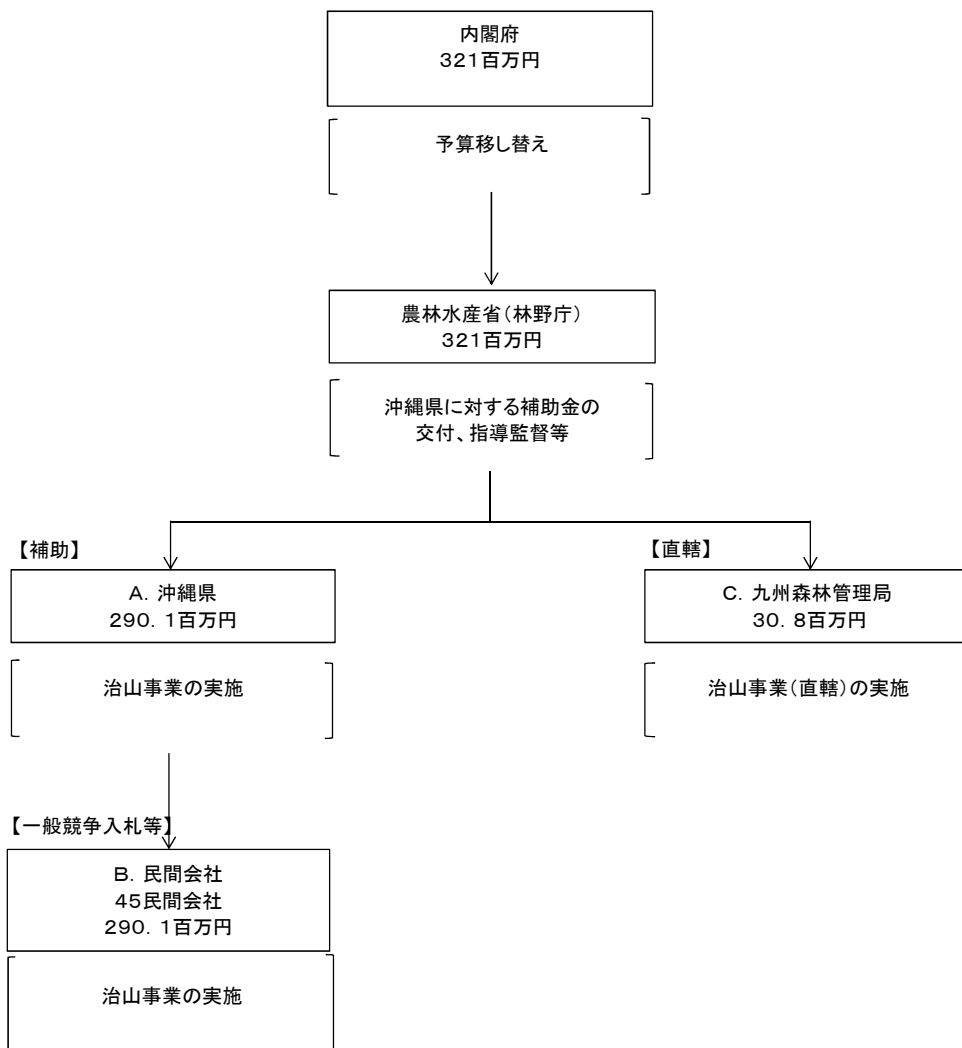 内閣府
321百万円
予算移し替え
農林水産省（林野庁）
321百万円
沖縄県に対する補助金の
交付、指導監督等
【補助】
A．沖縄県
290．1百万円
治山事業の実施
【直轄】
C．九州森林管理局
30．8百万円
治山事業（直轄）の実施
【一般競争入札等】
B．民間会社
45民間会社
290．1百万円
治山事業の実施